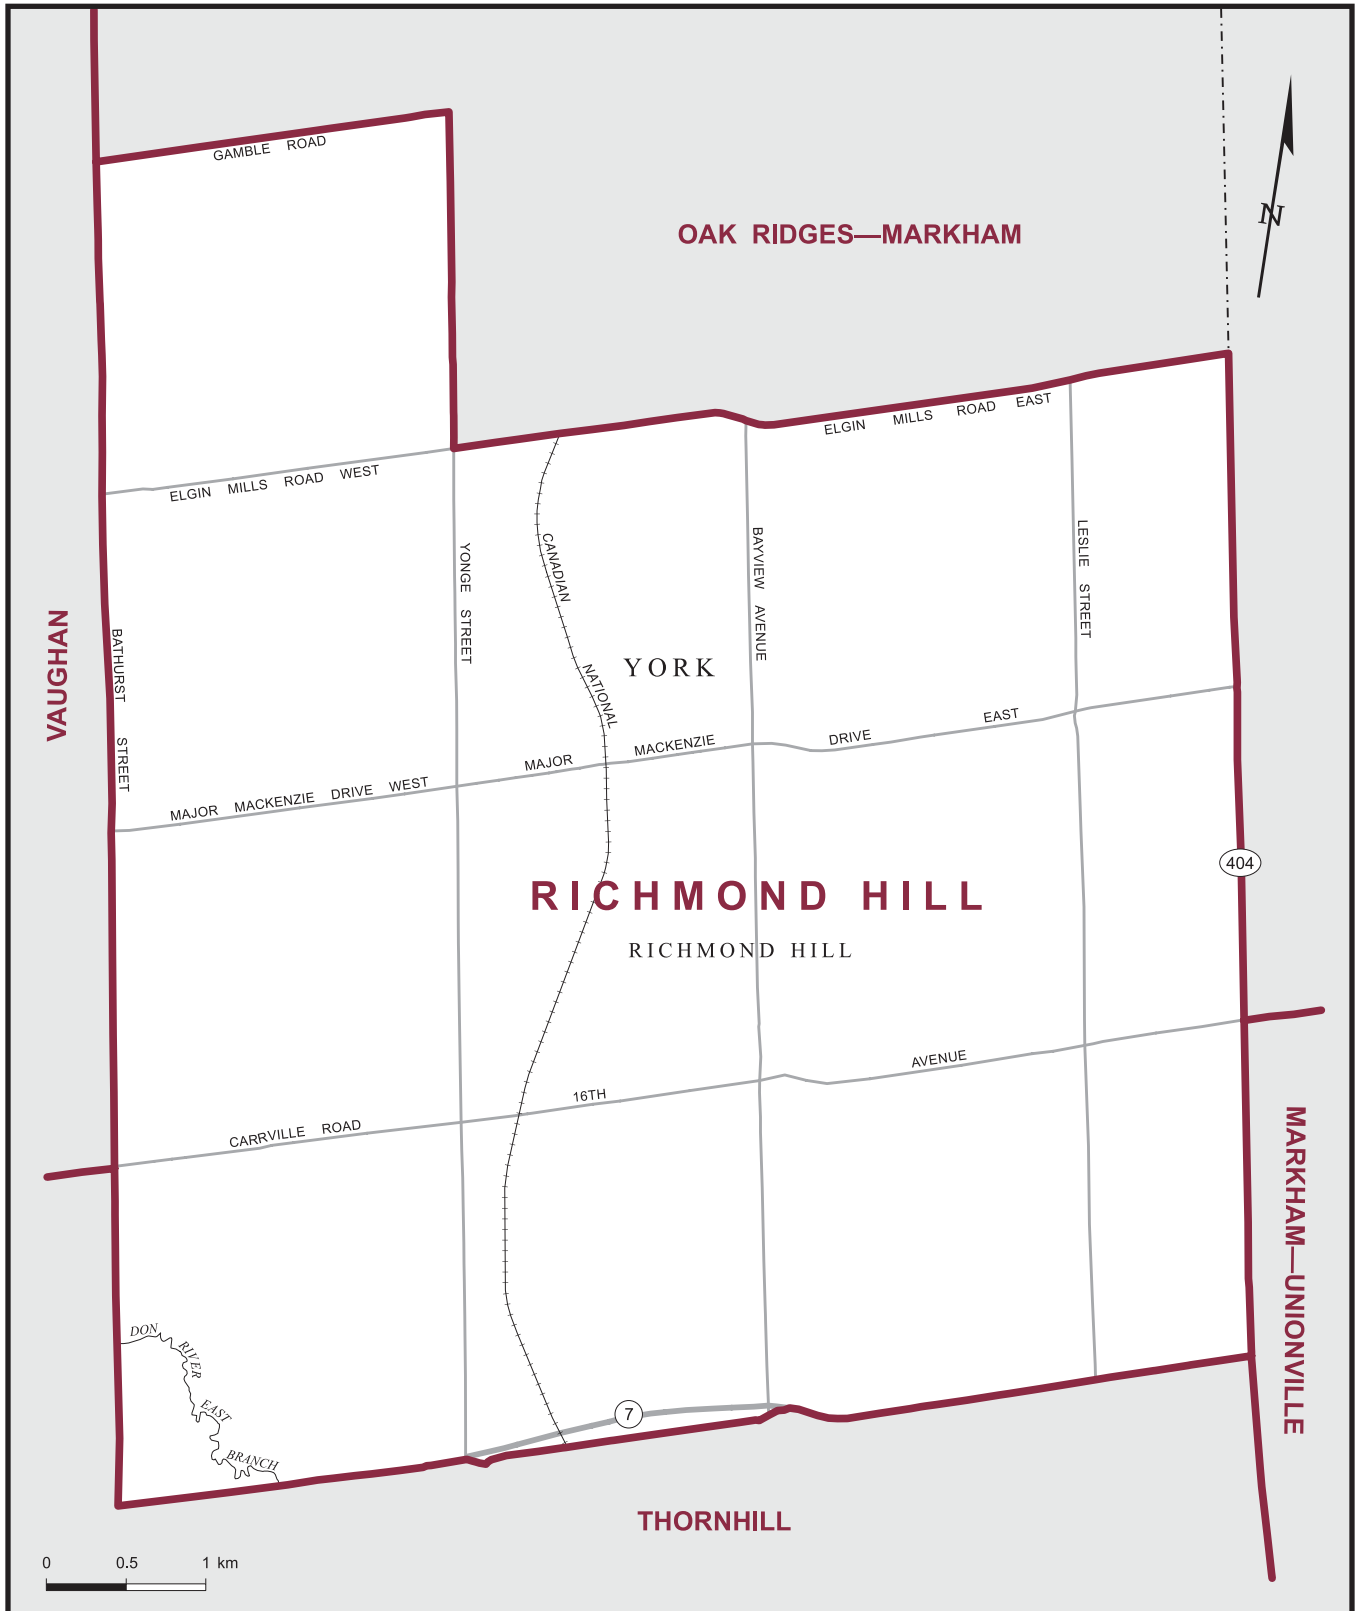 GAMBLE ROAD
OAK RIDGES—MARKHAM
N
ELGIN MILLS ROAD EAST
ELGIN MILLS ROAD WEST
YONGE STREET
CANADIAN NATIONAL
BAYVIEW AVENUE
LESLIE STREET
VAUGHAN
BATHURST STREET
YORK
MAJOR MACKENZIE DRIVE EAST
MAJOR MACKENZIE DRIVE WEST
404
RICHMOND HILL
RICHMOND HILL
16TH AVENUE
CARRVILLE ROAD
MARKHAM—UNIONVILLE
DON RIVER EAST BRANCH
7
THORNHILL
0 0.5 1 km